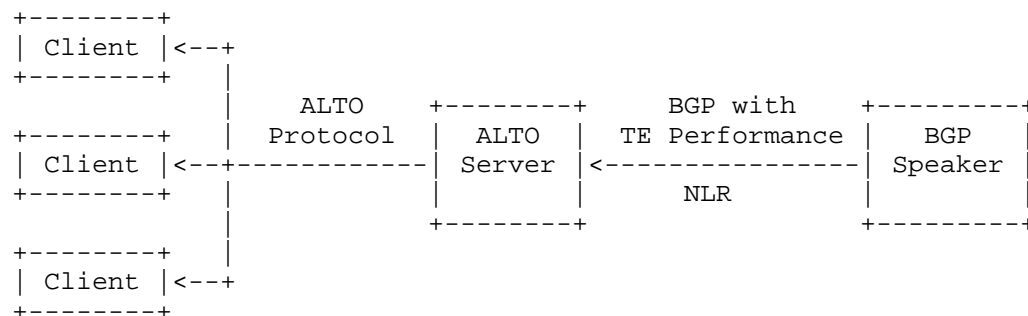 Client
ALTO BGP with
Client Protocol ALTO TE Performance BGP
Server Speaker
NLR
Client